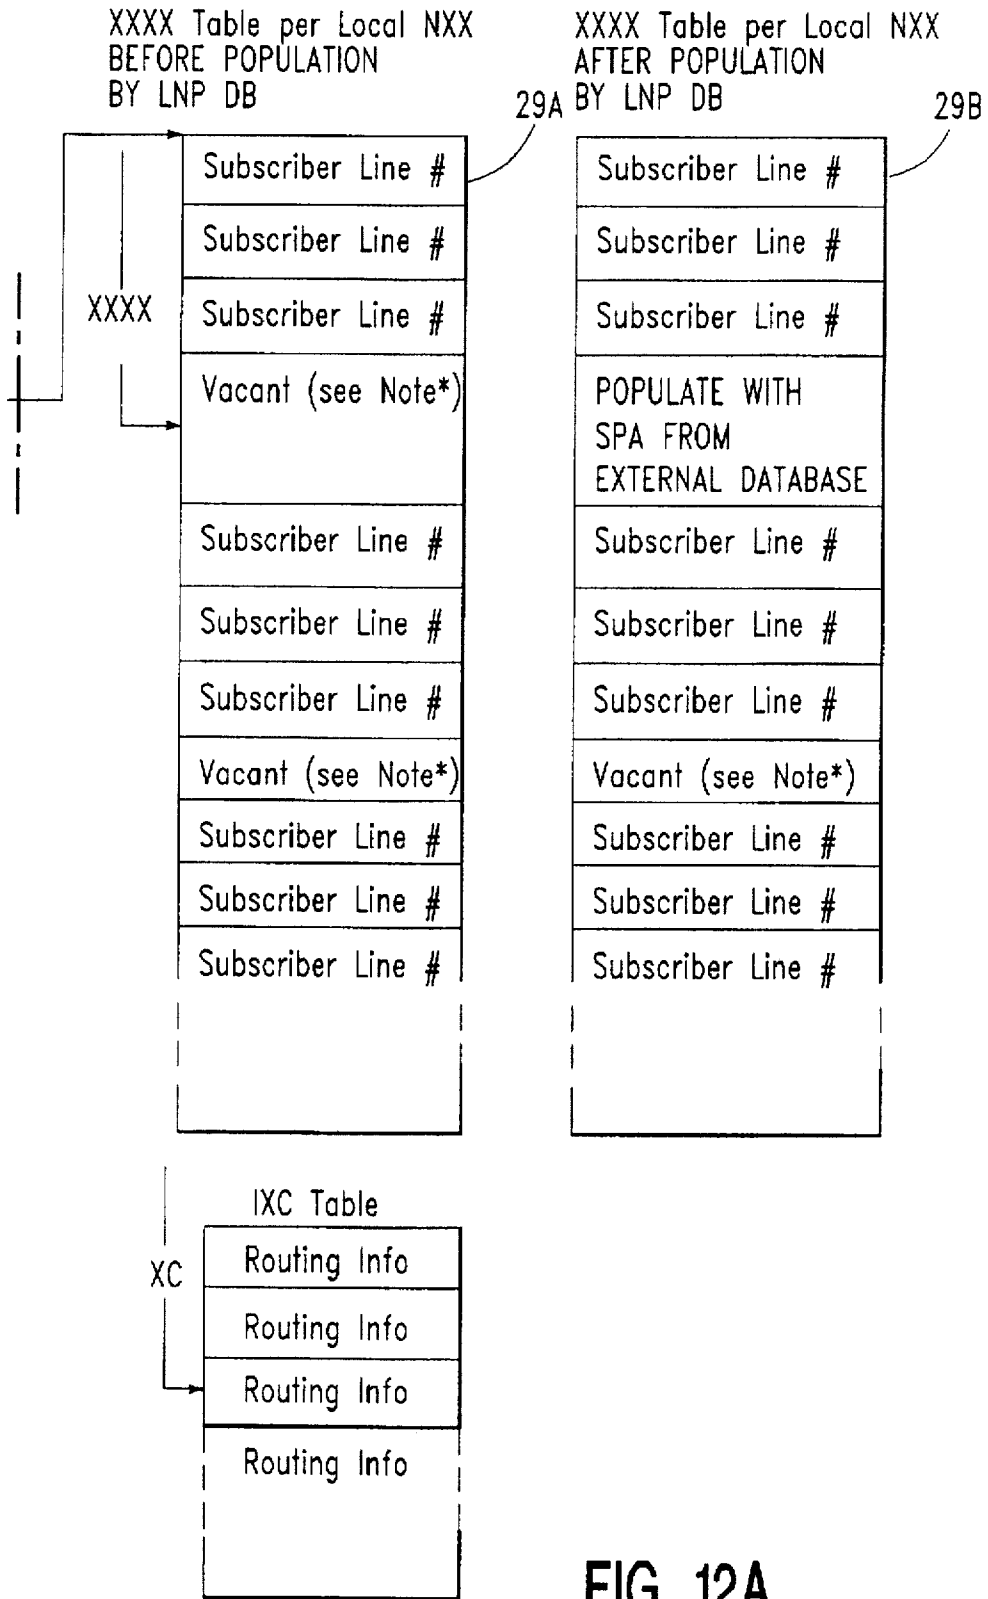 XXXX Table per Local NXX
BEFORE POPULATION
BY LNP DB
29A
XXXX
Subscriber Line #
Subscriber Line #
Subscriber Line #
Vacant (see Note*)
Subscriber Line #
Subscriber Line #
Subscriber Line #
Vacant (see Note*)
Subscriber Line #
Subscriber Line #
Subscriber Line #
XXXX Table per Local NXX
AFTER POPULATION
BY LNP DB
29B
Subscriber Line #
Subscriber Line #
Subscriber Line #
POPULATE WITH
SPA FROM
EXTERNAL DATABASE
Subscriber Line #
Subscriber Line #
Subscriber Line #
Vacant (see Note*)
Subscriber Line #
Subscriber Line #
Subscriber Line #
IXC Table
XC
Routing Info
Routing Info
Routing Info
Routing Info
FIG. 12A